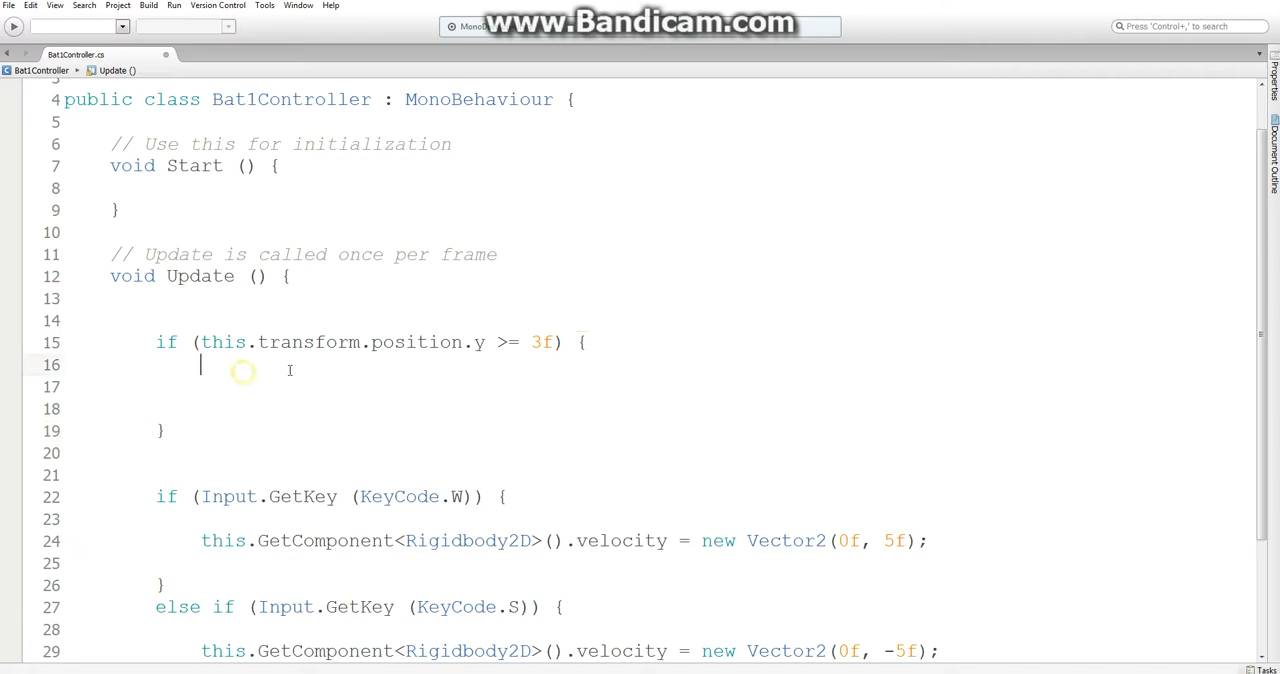 File Edit View Search Project Build Run Version Control Tools Window Help
www.Bandicam.com
Press 'Control+,' to search
Bat1Controller.cs
Bat1Controller ▸ Update ()
Properties
Document Outline
4 public class Bat1Controller : MonoBehaviour {
5
6 // Use this for initialization
7 void Start () {
8
9 }
10
11 // Update is called once per frame
12 void Update () {
13
14
15 if (this.transform.position.y >= 3f) {
16
17
18
19 }
20
21
22 if (Input.GetKey (KeyCode.W)) {
23
24 this.GetComponent<Rigidbody2D>().velocity = new Vector2(0f, 5f);
25
26 }
27 else if (Input.GetKey (KeyCode.S)) {
28
29 this.GetComponent<Rigidbody2D>().velocity = new Vector2(0f, -5f);
Tasks